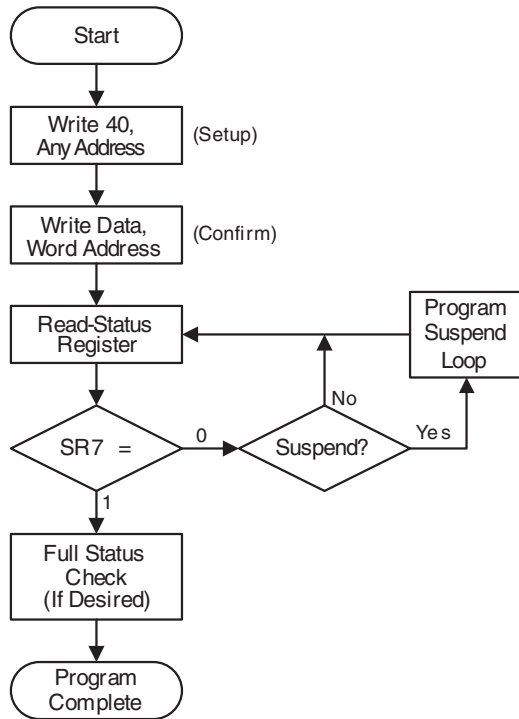 Start
Write 40,
Any Address
(Setup)
Write Data,
Word Address
(Confirm)
Read-Status
Register
Program
Suspend
Loop
No
SR7 =
0
Suspend?
Yes
1
Full Status
Check
(If Desired)
Program
Complete